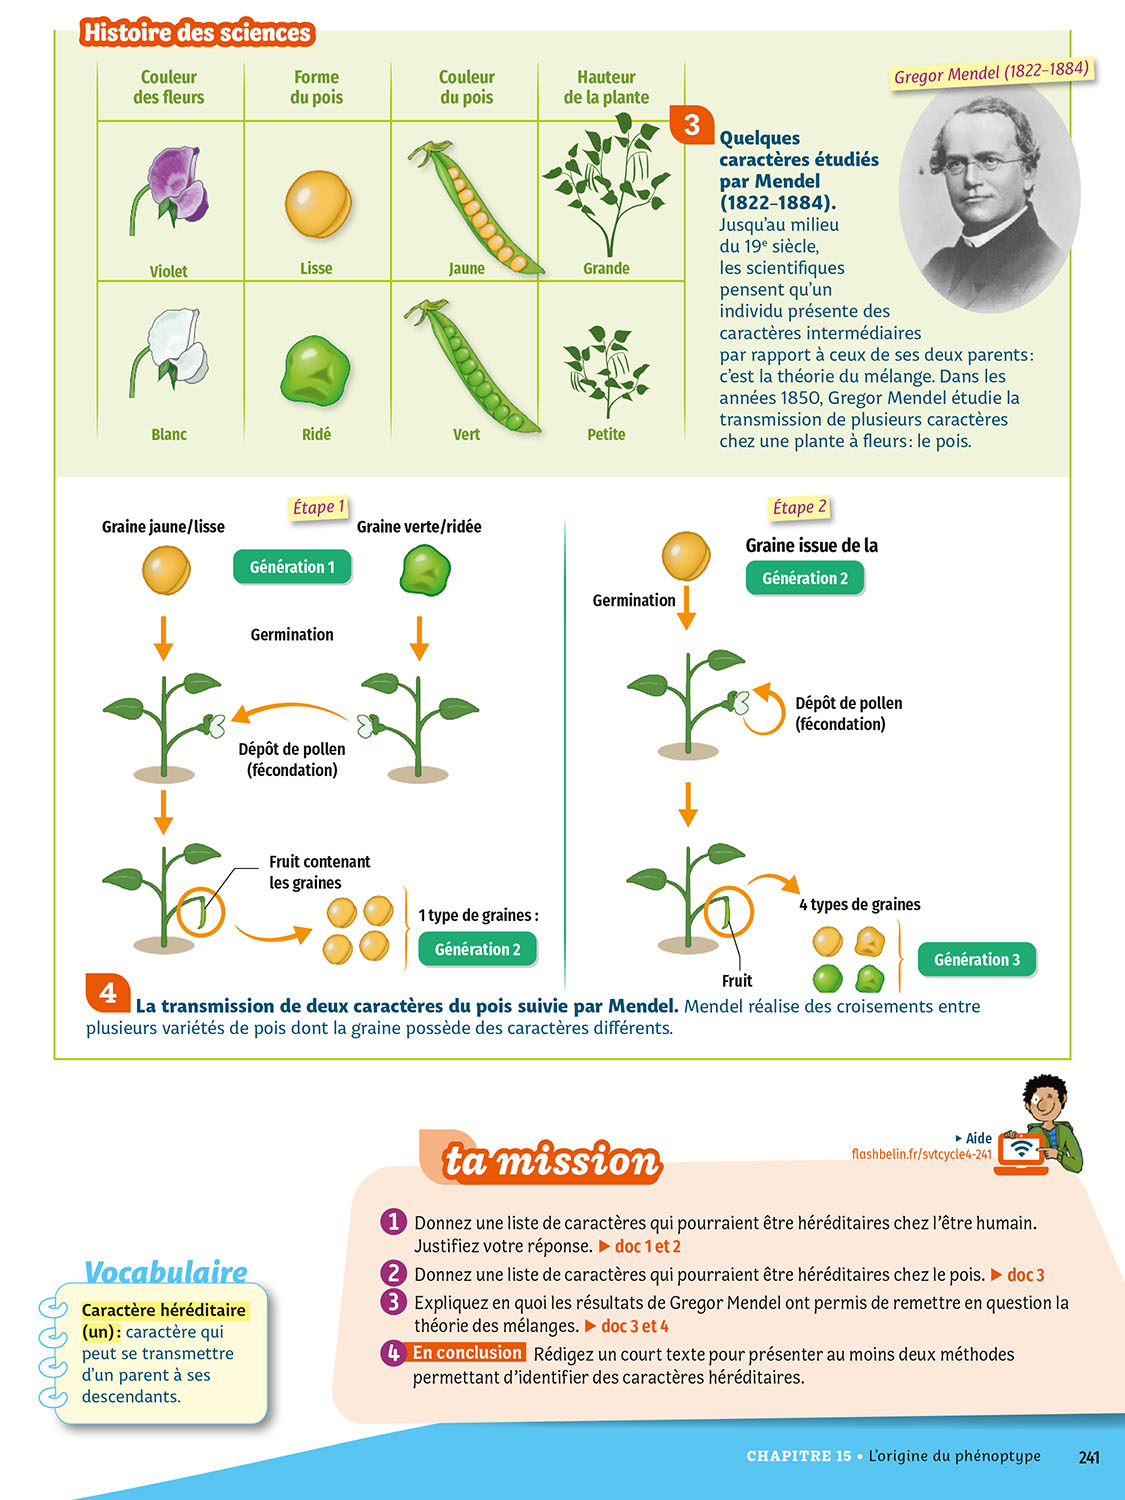 Histoire des sciences
Couleur
des fleurs
Forme
du pois
Couleur
du pois
Hauteur
de la plante
Violet
Lisse
Jaune
Grande
Blanc
Ridé
Vert
Petite
Gregor Mendel (1822-1884)
3
Quelques
caractères étudiés
par Mendel
(1822-1884).
Jusqu'au milieu
du 19e siècle,
les scientifiques
pensent qu'un
individu présente des
caractères intermédiaires
par rapport à ceux de ses deux parents :
c'est la théorie du mélange. Dans les
années 1850, Gregor Mendel étudie la
transmission de plusieurs caractères
chez une plante à fleurs : le pois.
Étape 1
Graine jaune/lisse
Graine verte/ridée
Génération 1
Germination
Dépôt de pollen
(fécondation)
Fruit contenant
les graines
1 type de graines :
Génération 2
Étape 2
Graine issue de la
Génération 2
Germination
Dépôt de pollen
(fécondation)
4 types de graines
Génération 3
Fruit
4 La transmission de deux caractères du pois suivie par Mendel. Mendel réalise des croisements entre
plusieurs variétés de pois dont la graine possède des caractères différents.
ta mission
▸ Aide
flashbelin.fr/svtcycle4-241
1 Donnez une liste de caractères qui pourraient être héréditaires chez l'être humain.
Justifiez votre réponse. ▶ doc 1 et 2
2 Donnez une liste de caractères qui pourraient être héréditaires chez le pois. ▶ doc 3
3 Expliquez en quoi les résultats de Gregor Mendel ont permis de remettre en question la
théorie des mélanges. ▶ doc 3 et 4
4 En conclusion Rédigez un court texte pour présenter au moins deux méthodes
permettant d'identifier des caractères héréditaires.
Vocabulaire
Caractère héréditaire
(un) : caractère qui
peut se transmettre
d'un parent à ses
descendants.
CHAPITRE 15 • L'origine du phénoptype 241